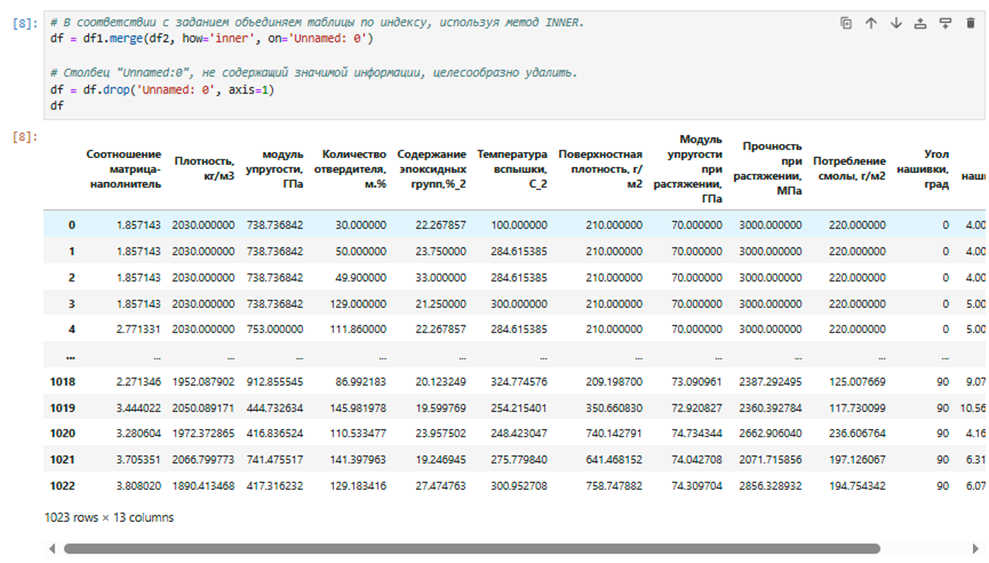 [8]: # В соответствии с заданием объединяем таблицы по индексу, используя метод INNER.
df = df1.merge(df2, how='inner', on='Unnamed: 0')
# Столбец "Unnamed:0", не содержащий значимой информации, целесообразно удалить.
df = df.drop('Unnamed: 0', axis=1)
df
[8]:
Соотношение матрица-наполнитель Плотность, кг/м3 модуль упругости, ГПа Количество отвердителя, м.% Содержание эпоксидных групп,%_2 Температура вспышки, С_2 Поверхностная плотность, г/м2 Модуль упругости при растяжении, ГПа Прочность при растяжении, МПа Потребление смолы, г/м2 Угол нашивки, град наши
0 1.857143 2030.000000 738.736842 30.000000 22.267857 100.000000 210.000000 70.000000 3000.000000 220.000000 0 4.00
1 1.857143 2030.000000 738.736842 50.000000 23.750000 284.615385 210.000000 70.000000 3000.000000 220.000000 0 4.00
2 1.857143 2030.000000 738.736842 49.900000 33.000000 284.615385 210.000000 70.000000 3000.000000 220.000000 0 4.00
3 1.857143 2030.000000 738.736842 129.000000 21.250000 300.000000 210.000000 70.000000 3000.000000 220.000000 0 5.00
4 2.771331 2030.000000 753.000000 111.860000 22.267857 284.615385 210.000000 70.000000 3000.000000 220.000000 0 5.00
... ... ... ... ... ... ... ... ... ... ... ...
1018 2.271346 1952.087902 912.855545 86.992183 20.123249 324.774576 209.198700 73.090961 2387.292495 125.007669 90 9.07
1019 3.444022 2050.089171 444.732634 145.981978 19.599769 254.215401 350.660830 72.920827 2360.392784 117.730099 90 10.56
1020 3.280604 1972.372865 416.836524 110.533477 23.957502 248.423047 740.142791 74.734344 2662.906040 236.606764 90 4.16
1021 3.705351 2066.799773 741.475517 141.397963 19.246945 275.779840 641.468152 74.042708 2071.715856 197.126067 90 6.31
1022 3.808020 1890.413468 417.316232 129.183416 27.474763 300.952708 758.747882 74.309704 2856.328932 194.754342 90 6.07
1023 rows × 13 columns